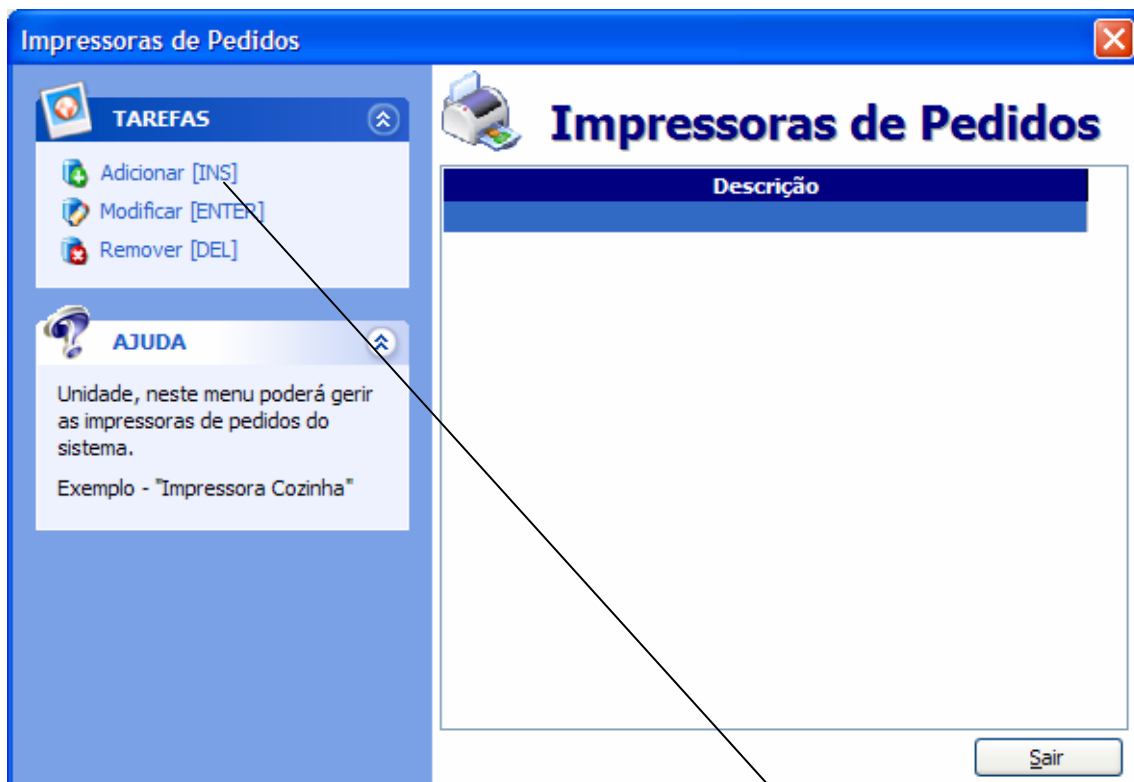 Impressoras de Pedidos
TAREFAS
Adicionar [INS]
Modificar [ENTER]
Remover [DEL]
AJUDA
Unidade, neste menu poderá gerir
as impressoras de pedidos do
sistema.
Exemplo - "Impressora Cozinha"
Impressoras de Pedidos
Descrição
Sair